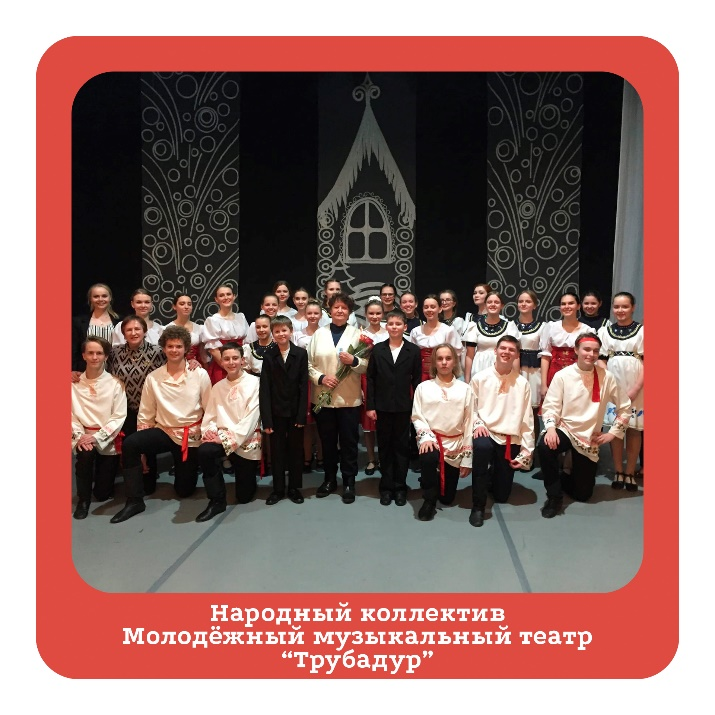 Народный коллектив
Молодёжный музыкальный театр
“Трубадур”